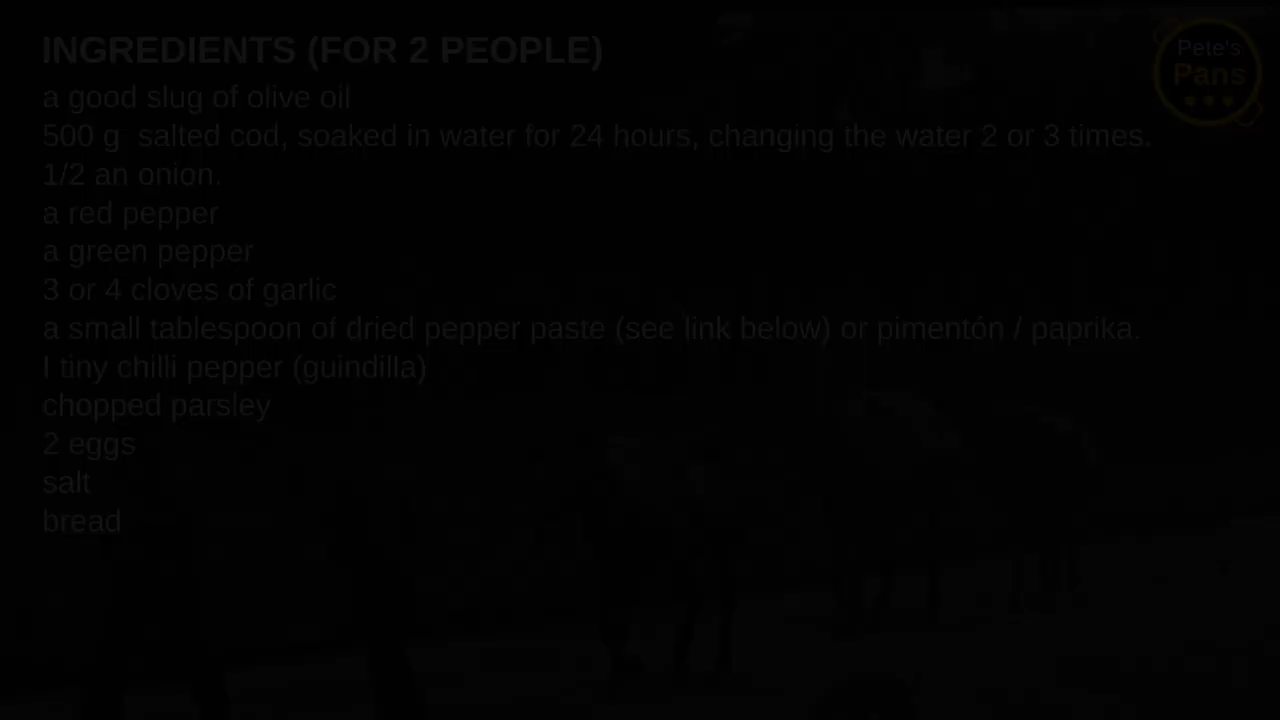 INGREDIENTS (FOR 2 PEOPLE)
a good slug of olive oil
500 g  salted cod, soaked in water for 24 hours, changing the water 2 or 3 times.
1/2 an onion.
a red pepper
a green pepper
3 or 4 cloves of garlic
a small tablespoon of dried pepper paste (see link below) or pimentón / paprika.
I tiny chilli pepper (guindilla)
chopped parsley
2 eggs
salt
bread
Pete's
Pans